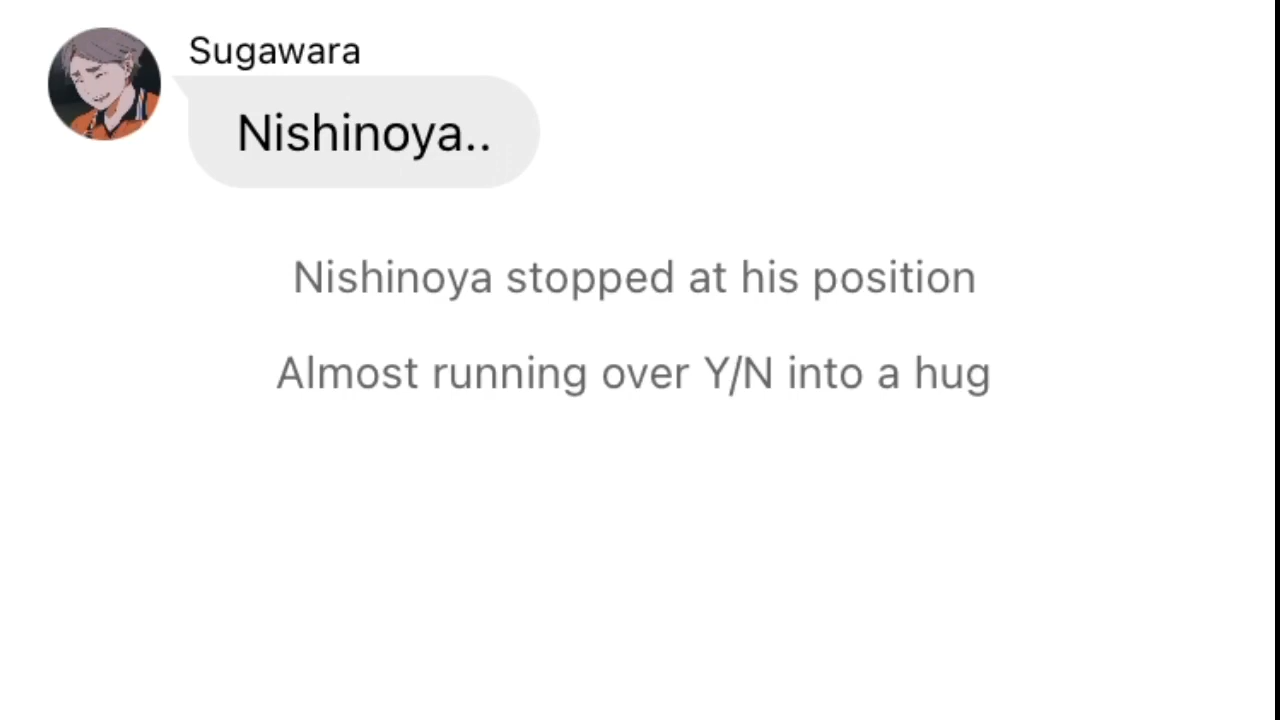 Sugawara
Nishinoya..
Nishinoya stopped at his position
Almost running over Y/N into a hug